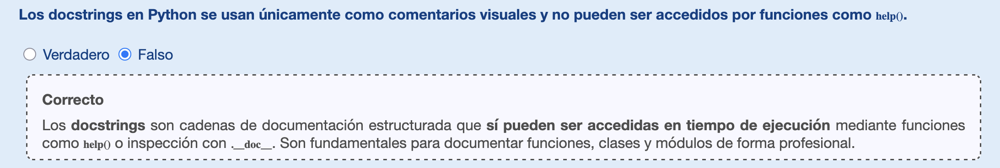 Los docstrings en Python se usan únicamente como comentarios visuales y no pueden ser accedidos por funciones como help().
Verdadero Falso
Correcto
Los docstrings son cadenas de documentación estructurada que sí pueden ser accedidas en tiempo de ejecución mediante funciones
como help() o inspección con .__doc__. Son fundamentales para documentar funciones, clases y módulos de forma profesional.